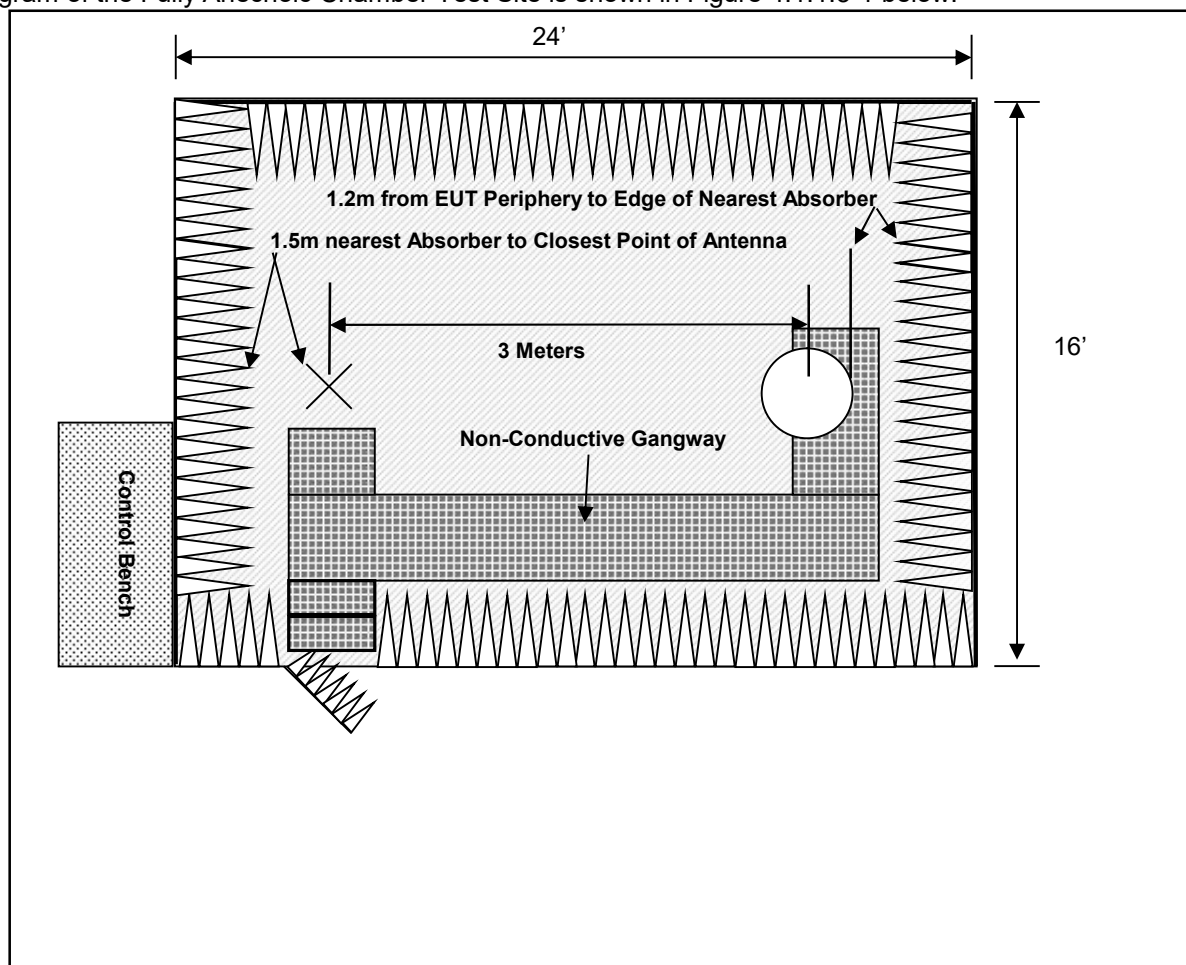 24’
1.2m from EUT Periphery to Edge of Nearest Absorber
1.5m nearest Absorber to Closest Point of Antenna
3 Meters
16’
Non-Conductive Gangway
Control Bench